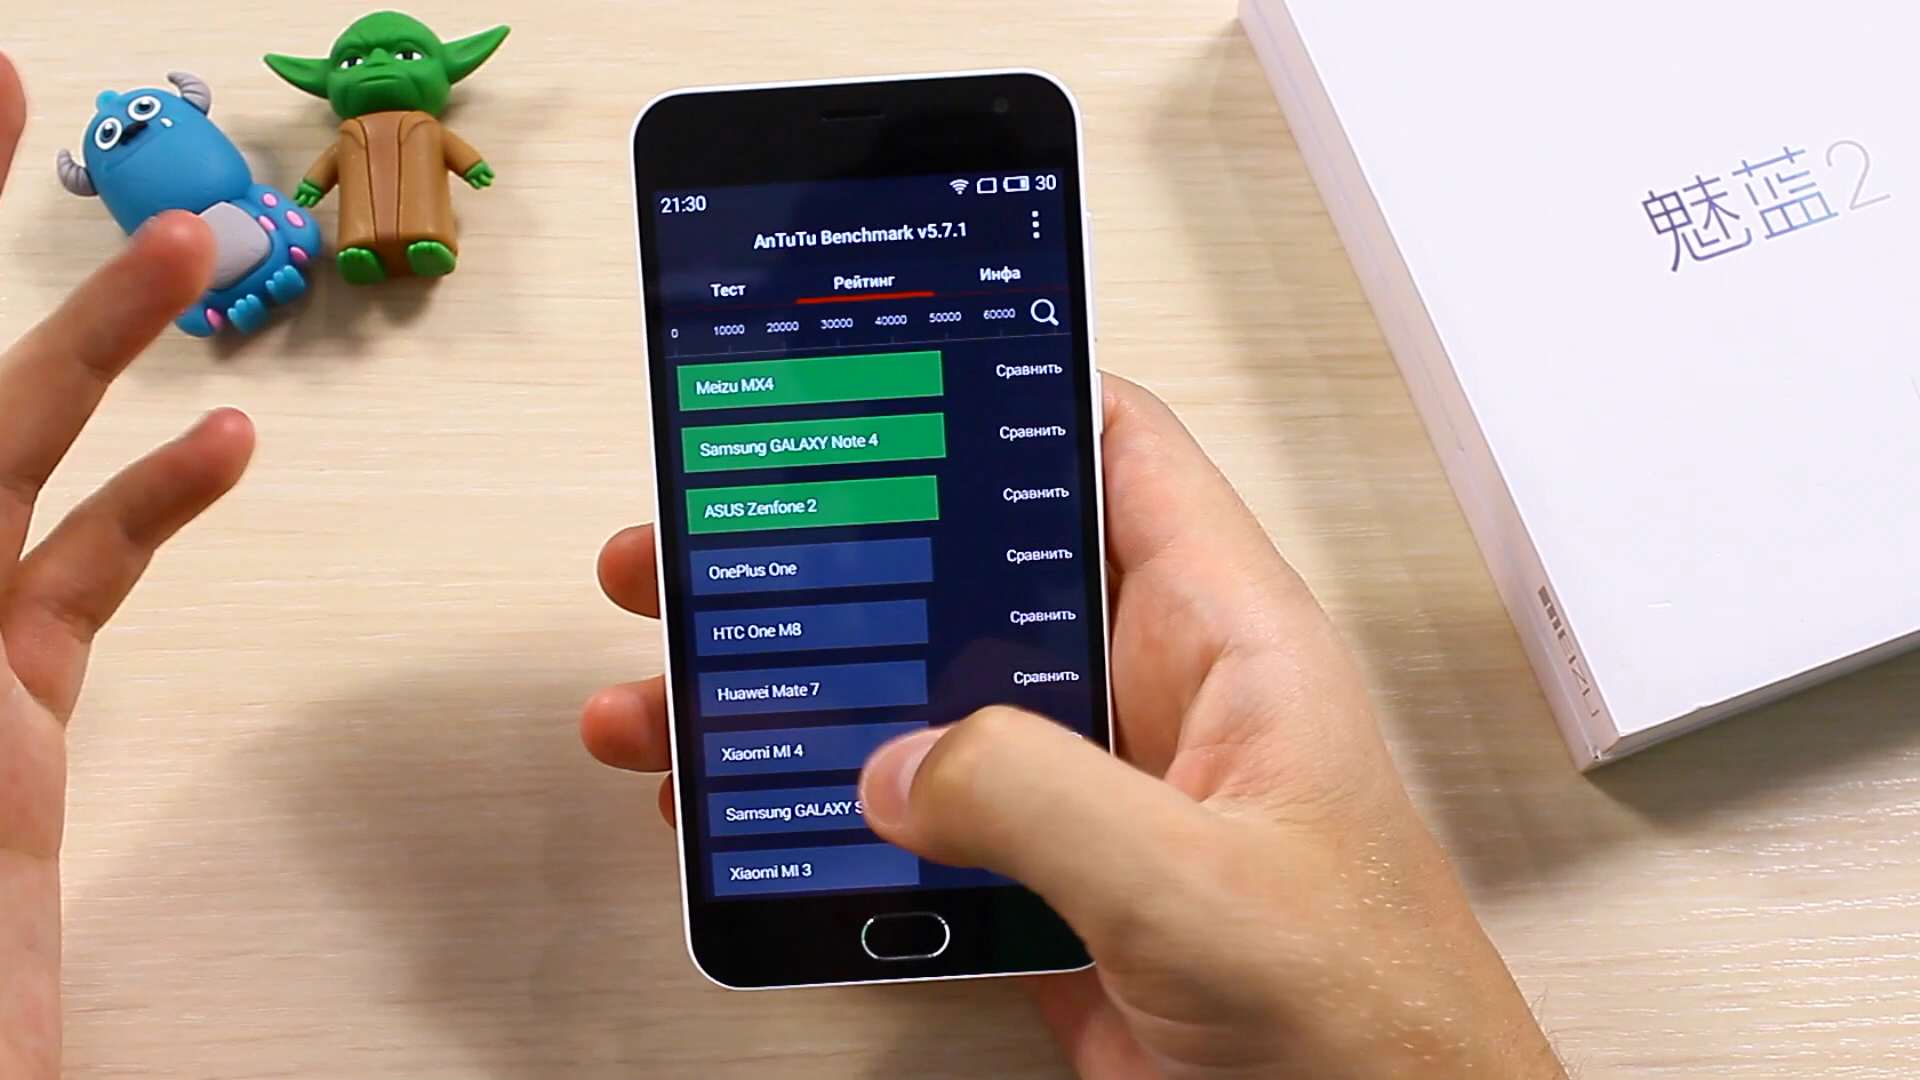 21:30 30
AnTuTu Benchmark v5.7.1
Тест Рейтинг Инфа
0 10000 20000 30000 40000 50000 60000
Meizu MX4 Сравнить
Samsung GALAXY Note 4 Сравнить
ASUS Zenfone 2 Сравнить
OnePlus One Сравнить
HTC One M8 Сравнить
Huawei Mate 7 Сравнить
Xiaomi MI 4
Samsung GALAXY
Xiaomi MI 3
魅蓝2
MEIZU